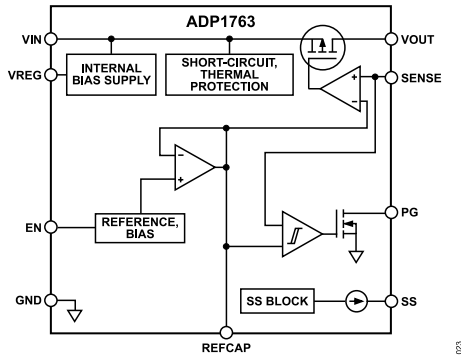 ADP1763
VIN
VOUT
VREG
INTERNAL
BIAS SUPPLY
SHORT-CIRCUIT,
THERMAL
PROTECTION
SENSE
+
−
−
+
EN
REFERENCE,
BIAS
PG
GND
SS BLOCK
SS
REFCAP
023